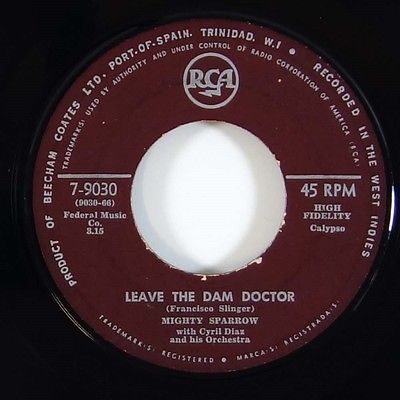 PRODUCT OF BEECHAM COATES LTD. PORT-OF-SPAIN. TRINIDAD. W.I • RECORDED IN THE WEST INDIES
TRADEMARK(S) USED BY AUTHORITY AND UNDER CONTROL OF RADIO CORPORATION OF AMERICA (RCA)
RCA
7-9030
(9030-66)
Federal Music
Co.
3.15
45 RPM
HIGH
FIDELITY
Calypso
LEAVE THE DAM DOCTOR
(Francisco Slinger)
MIGHTY SPARROW
with Cyril Diaz
and his Orchestra
TRADEMARK(S) REGISTERED • MARCA(S) REGISTRADA(S)